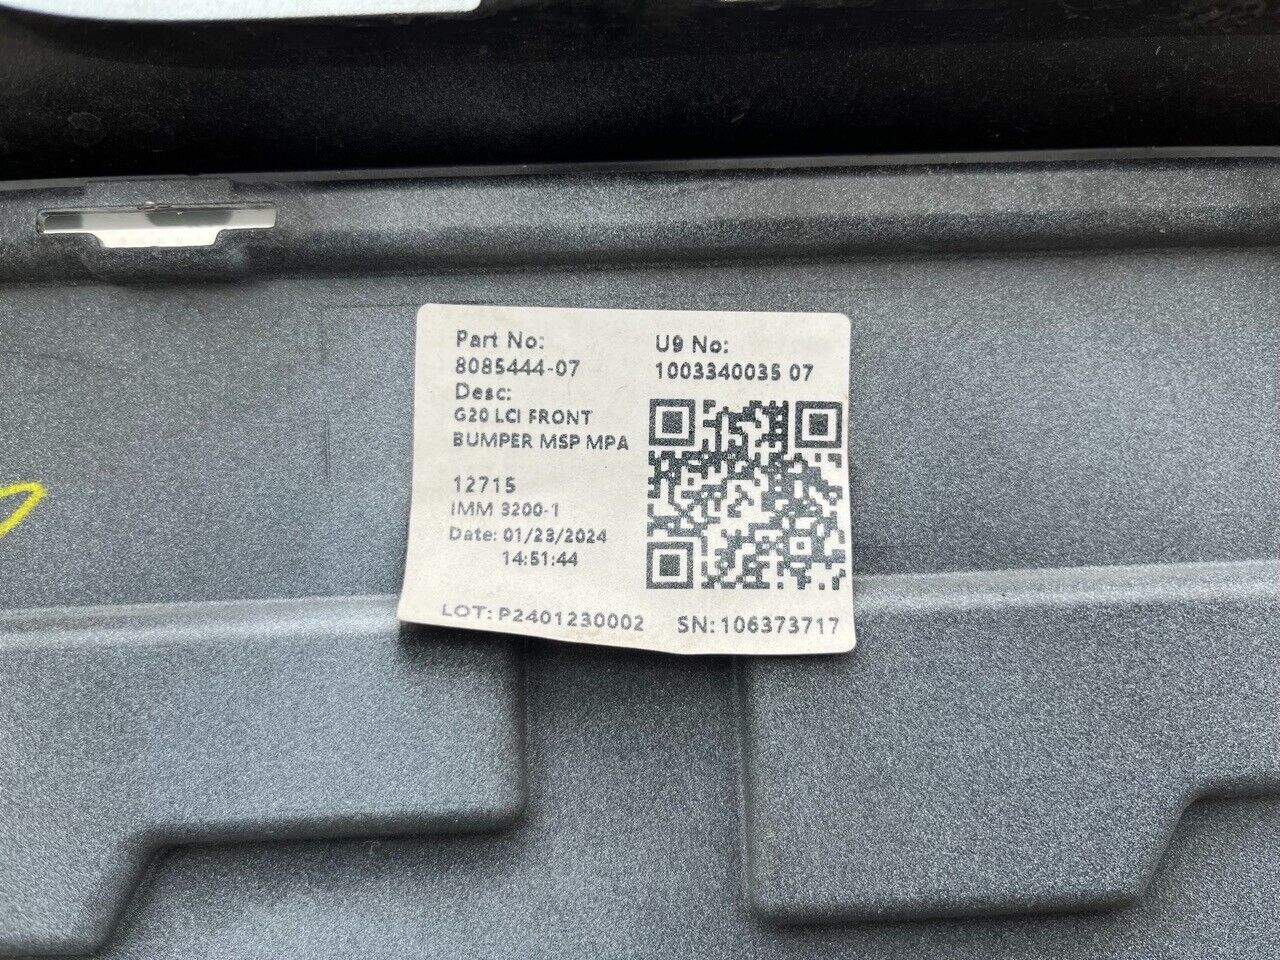 Part No:
8085444-07
Desc:
G20 LCI FRONT
BUMPER MSP MPA
12715
IMM 3200-1
Date: 01/23/2024
14:51:44
U9 No:
1003340035 07
LOT: P2401230002
SN: 106373717